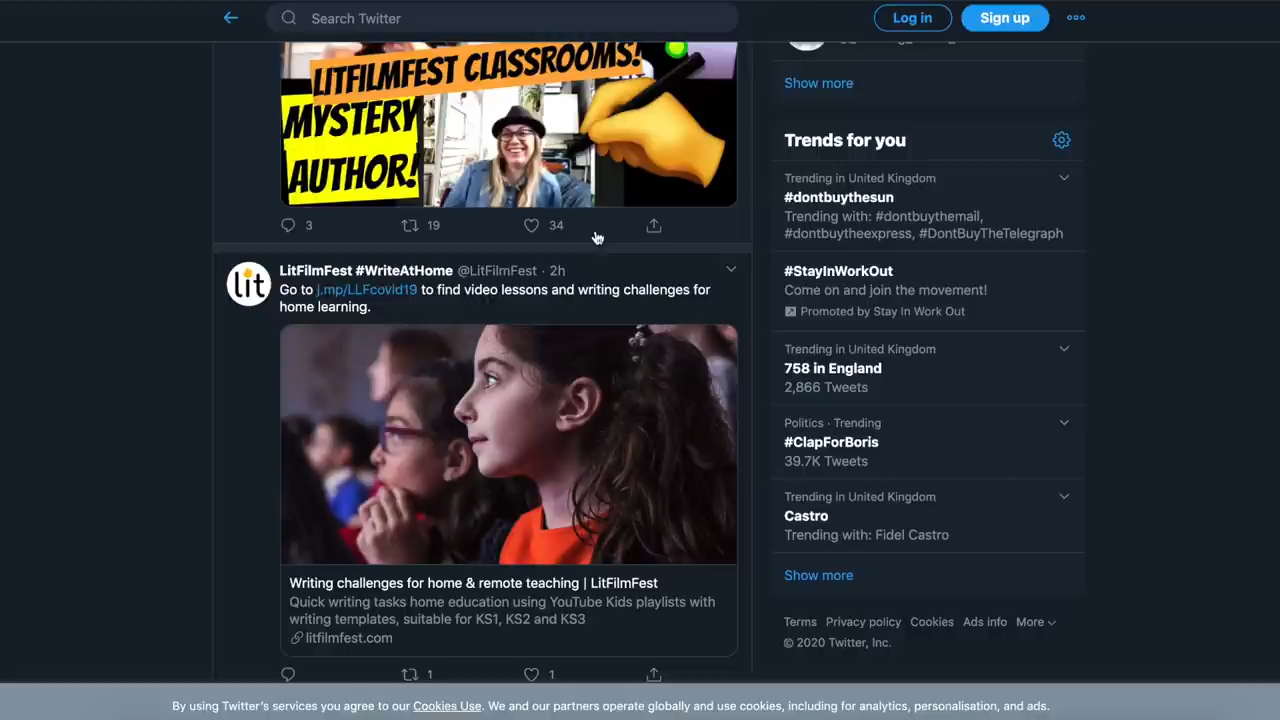 Search Twitter
Log in
Sign up
LITFILMFEST CLASSROOMS!
MYSTERY
AUTHOR!
3
19
34
LitFilmFest #WriteAtHome @LitFilmFest · 2h
Go to j.mp/LLFcovId19 to find video lessons and writing challenges for
home learning.
lit
Writing challenges for home & remote teaching | LitFilmFest
Quick writing tasks home education using YouTube Kids playlists with
writing templates, suitable for KS1, KS2 and KS3
litfilmfest.com
1
1
Show more
Trends for you
Trending in United Kingdom
#dontbuythesun
Trending with: #dontbuythemail,
#dontbuytheexpress, #DontBuyTheTelegraph
#StayInWorkOut
Come on and join the movement!
Promoted by Stay In Work Out
Trending in United Kingdom
758 in England
2,866 Tweets
Politics · Trending
#ClapForBoris
39.7K Tweets
Trending in United Kingdom
Castro
Trending with: Fidel Castro
Show more
Terms Privacy policy Cookies Ads info More
© 2020 Twitter, Inc.
By using Twitter's services you agree to our Cookies Use. We and our partners operate globally and use cookies, including for analytics, personalisation, and ads.